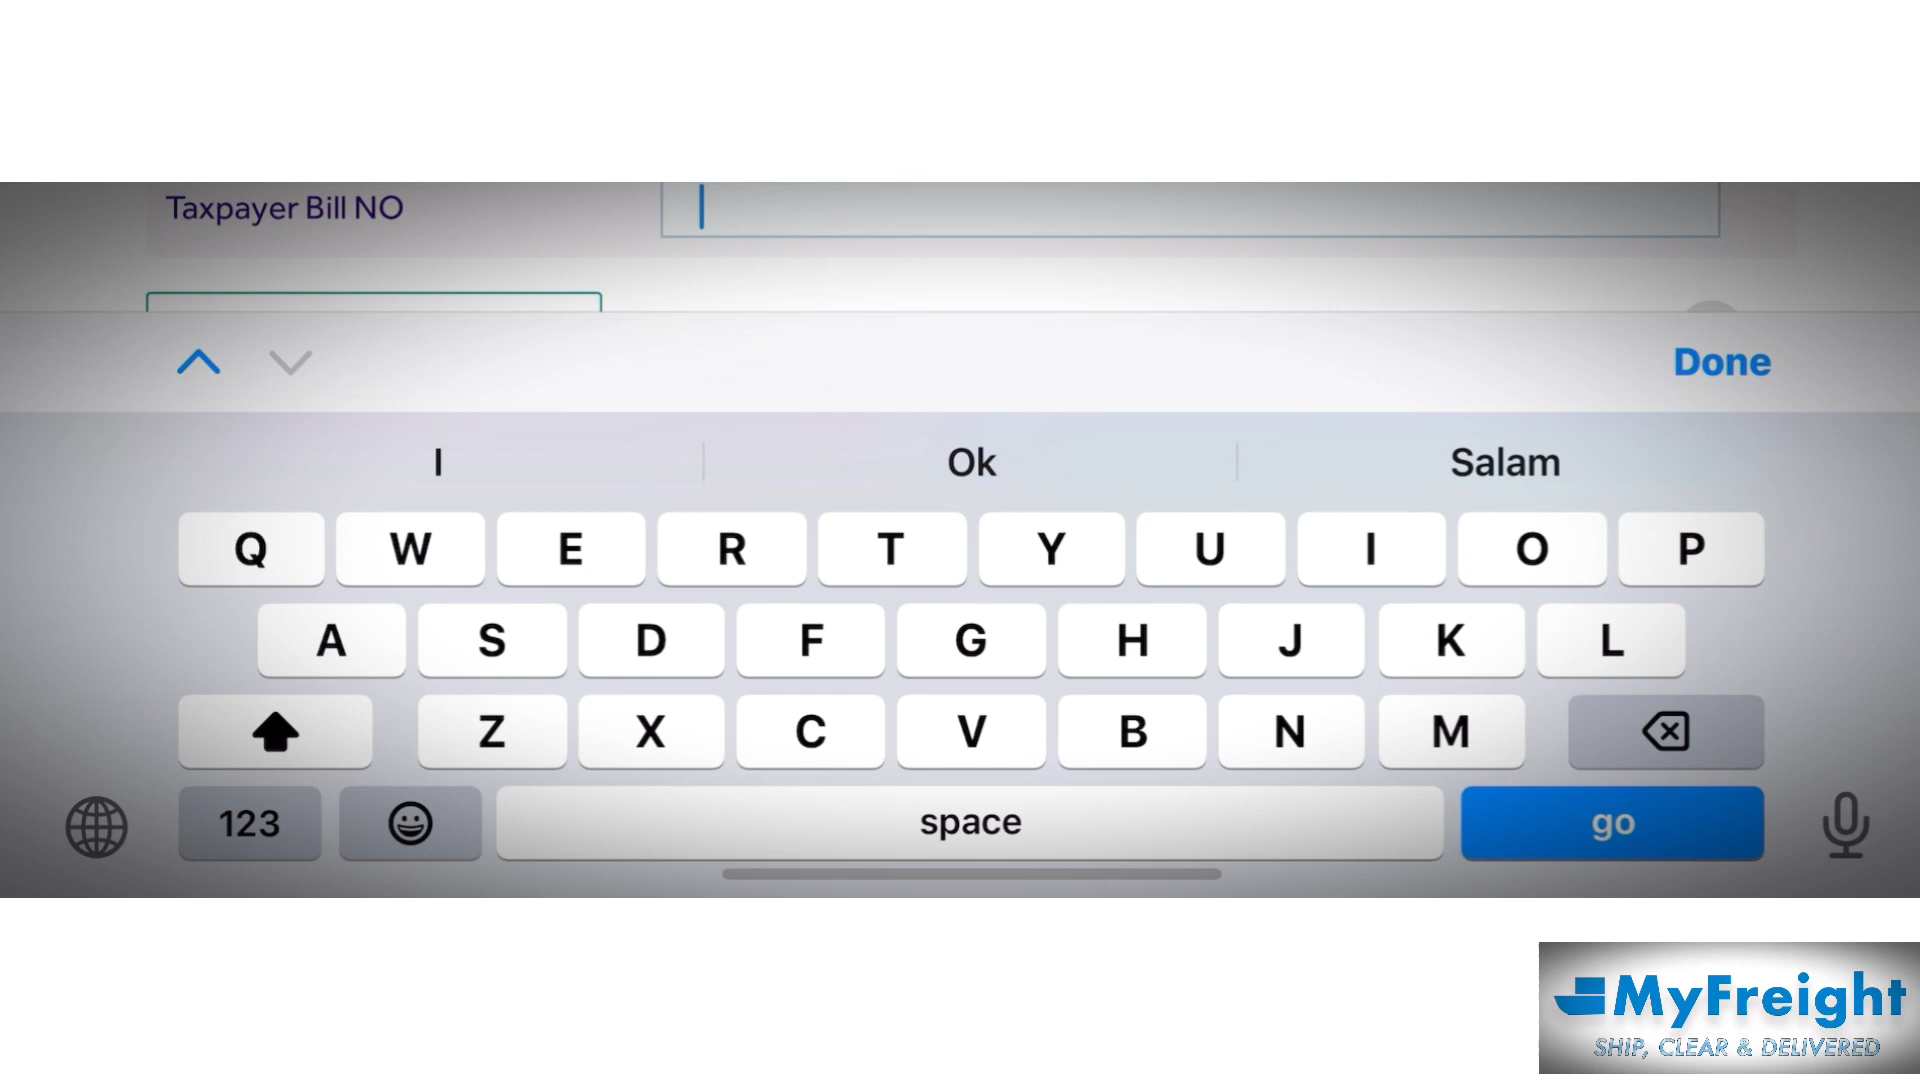 Taxpayer Bill NO
Done
I Ok Salam
Q W E R T Y U I O P
A S D F G H J K L
Z X C V B N M
123 space go
MyFreight
SHIP, CLEAR & DELIVERED